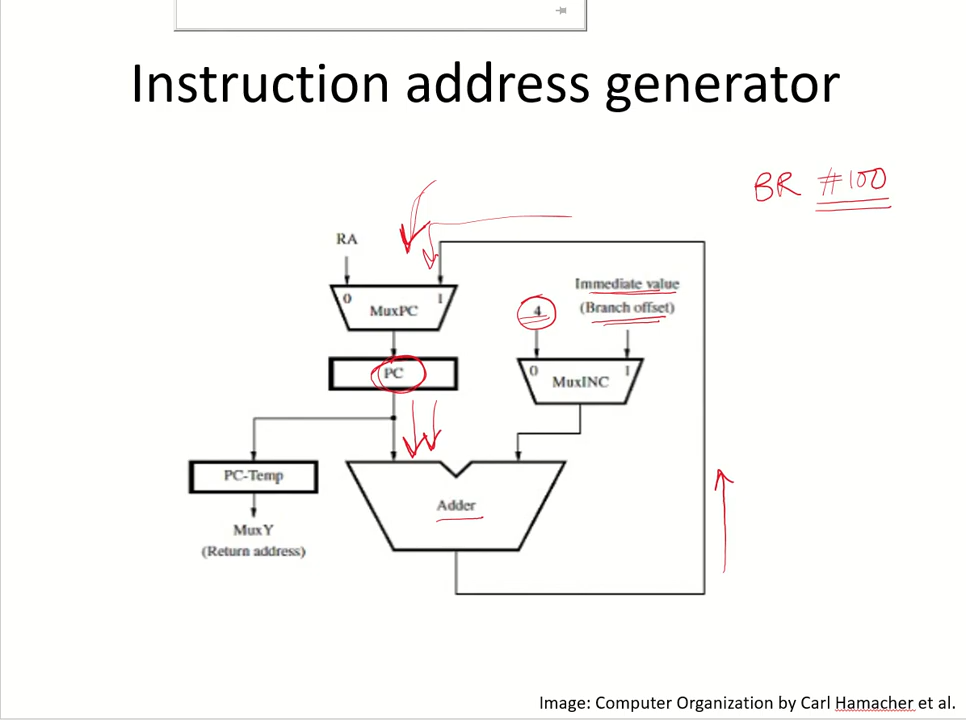 Instruction address generator
BR #100
RA
0 1
MuxPC
Immediate value
4 (Branch offset)
PC
0 1
MuxINC
PC-Temp
Adder
MuxY
(Return address)
Image: Computer Organization by Carl Hamacher et al.